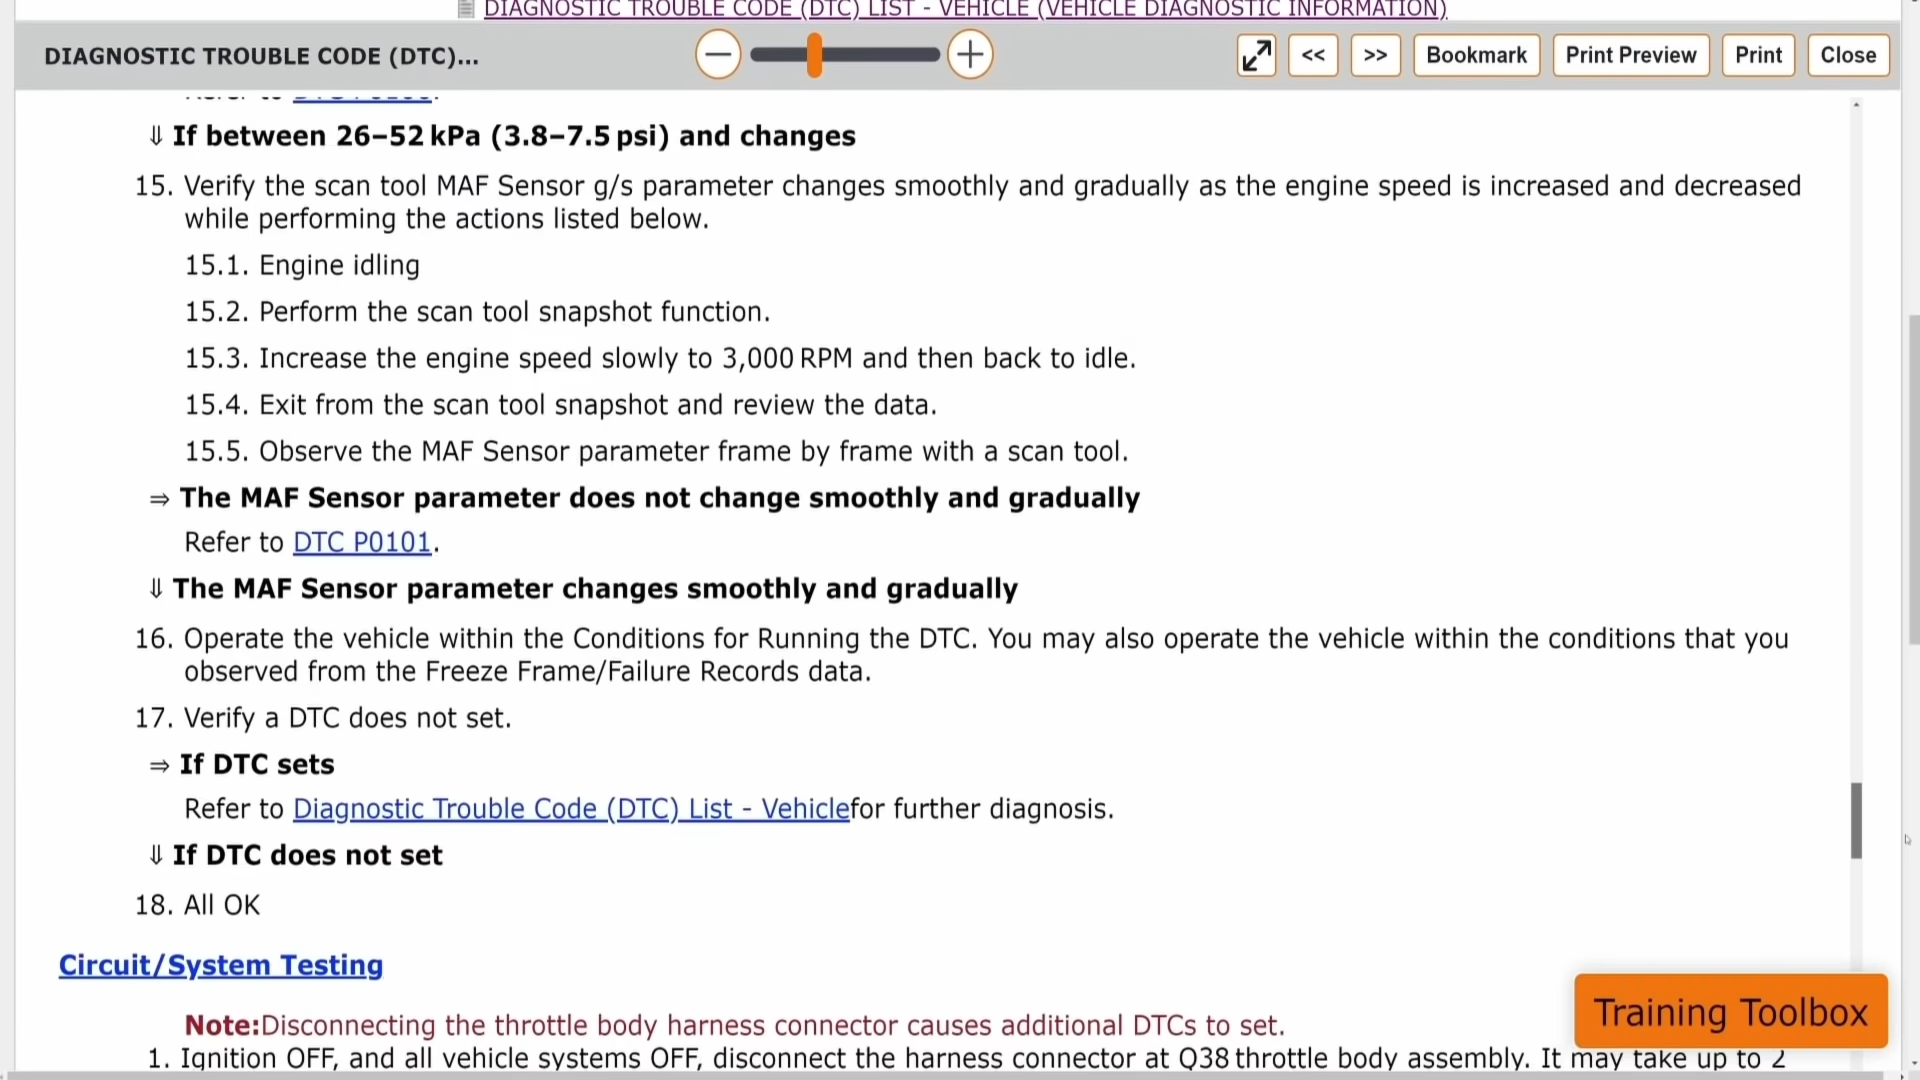 DIAGNOSTIC TROUBLE CODE (DTC) LIST - VEHICLE (VEHICLE DIAGNOSTIC INFORMATION)
DIAGNOSTIC TROUBLE CODE (DTC)... − + << >> Bookmark Print Preview Print Close
⇓ If between 26–52 kPa (3.8–7.5 psi) and changes
15. Verify the scan tool MAF Sensor g/s parameter changes smoothly and gradually as the engine speed is increased and decreased
while performing the actions listed below.
15.1. Engine idling
15.2. Perform the scan tool snapshot function.
15.3. Increase the engine speed slowly to 3,000 RPM and then back to idle.
15.4. Exit from the scan tool snapshot and review the data.
15.5. Observe the MAF Sensor parameter frame by frame with a scan tool.
⇒ The MAF Sensor parameter does not change smoothly and gradually
Refer to DTC P0101.
⇓ The MAF Sensor parameter changes smoothly and gradually
16. Operate the vehicle within the Conditions for Running the DTC. You may also operate the vehicle within the conditions that you
observed from the Freeze Frame/Failure Records data.
17. Verify a DTC does not set.
⇒ If DTC sets
Refer to Diagnostic Trouble Code (DTC) List - Vehiclefor further diagnosis.
⇓ If DTC does not set
18. All OK
Circuit/System Testing
Training Toolbox
Note:Disconnecting the throttle body harness connector causes additional DTCs to set.
1. Ignition OFF, and all vehicle systems OFF, disconnect the harness connector at Q38 throttle body assembly. It may take up to 2